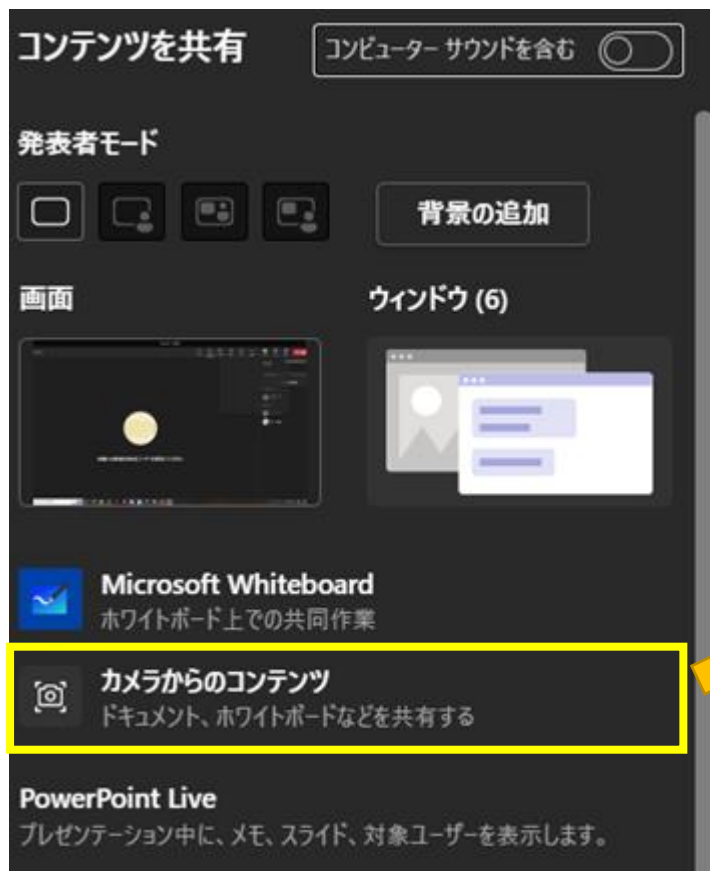 コンテンツを共有
コンピューター サウンドを含む
発表者モード
背景の追加
画面
ウィンドウ (6)
Microsoft Whiteboard
ホワイトボード上での共同作業
カメラからのコンテンツ
ドキュメント、ホワイトボードなどを共有する
PowerPoint Live
プレゼンテーション中に、メモ、スライド、対象ユーザーを表示します。